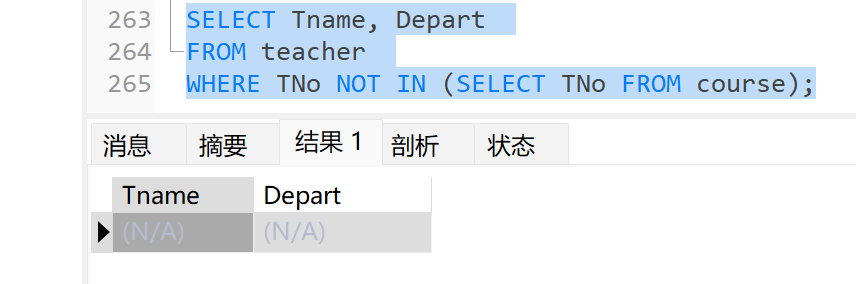 263 SELECT Tname, Depart
264 FROM teacher
265 WHERE TNo NOT IN (SELECT TNo FROM course);
消息 摘要 结果 1 剖析 状态
Tname Depart
(N/A) (N/A)